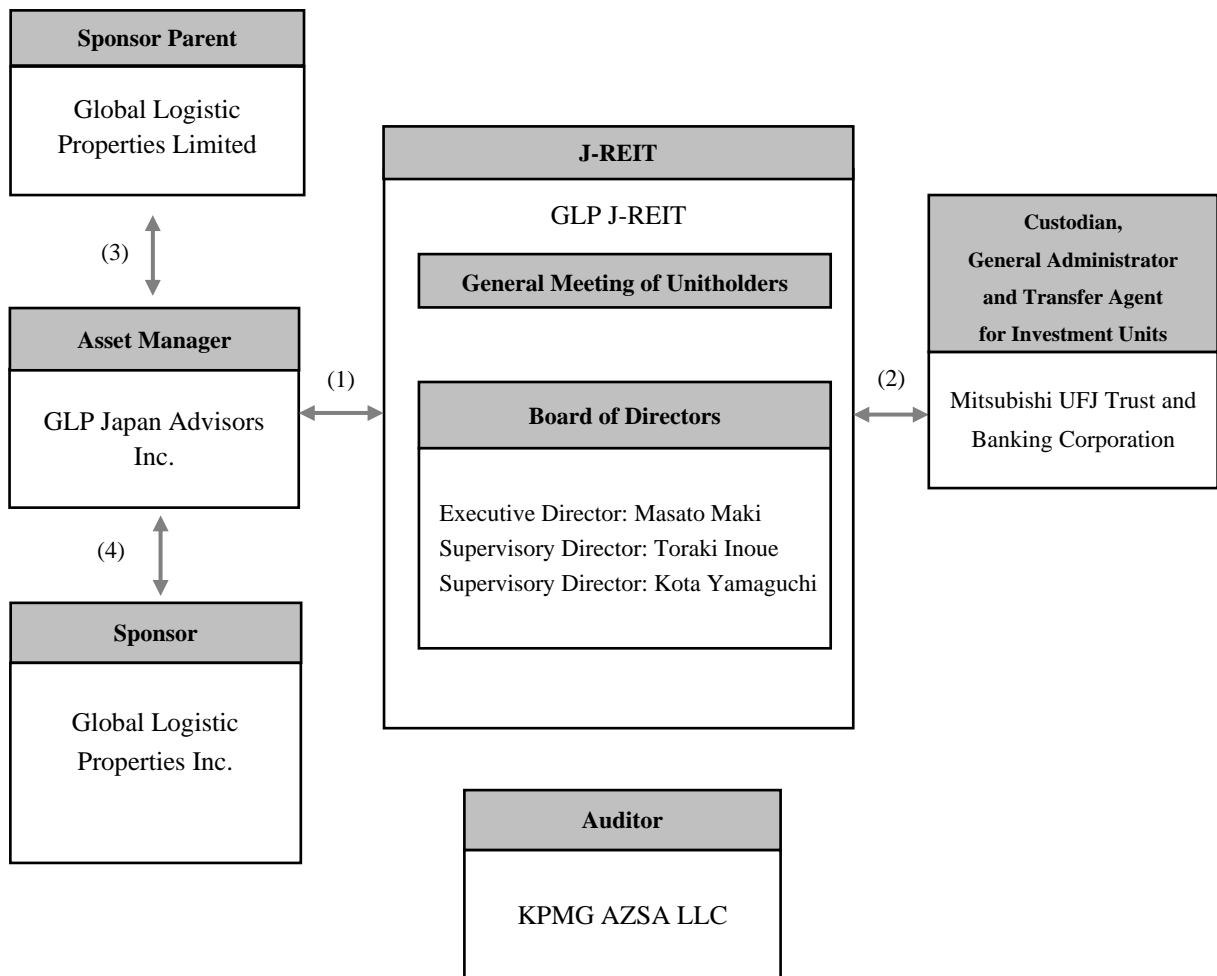 Sponsor Parent
Global Logistic
Properties Limited
(3)
Asset Manager
GLP Japan Advisors
Inc.
(4)
Sponsor
Global Logistic
Properties Inc.
(1)
J-REIT
GLP J-REIT
General Meeting of Unitholders
Board of Directors
Executive Director: Masato Maki
Supervisory Director: Toraki Inoue
Supervisory Director: Kota Yamaguchi
(2)
Custodian,
General Administrator
and Transfer Agent
for Investment Units
Mitsubishi UFJ Trust and
Banking Corporation
Auditor
KPMG AZSA LLC